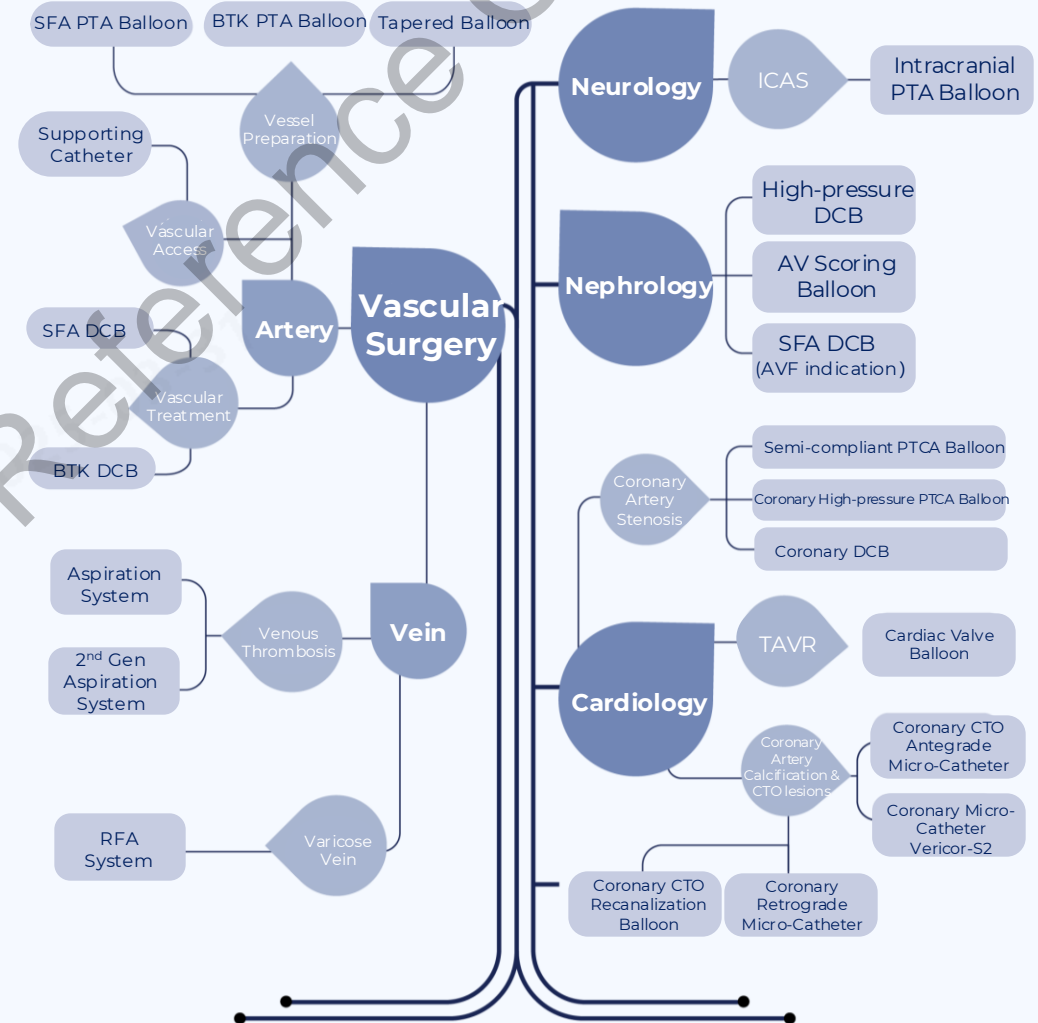 SFA PTA Balloon
BTK PTA Balloon
Tapered Balloon
Vessel
Preparation
Supporting
Catheter
Vascular
Access
Artery
SFA DCB
Vascular
Treatment
BTK DCB
Vascular
Surgery
Aspiration
System
2nd Gen
Aspiration
System
Venous
Thrombosis
Vein
RFA
System
Varicose
Vein
Neurology
ICAS
Intracranial
PTA Balloon
Nephrology
High-pressure
DCB
AV Scoring
Balloon
SFA DCB
(AVF indication)
Coronary
Artery
Stenosis
Semi-compliant PTCA Balloon
Coronary High-pressure PTCA Balloon
Coronary DCB
Cardiology
TAVR
Cardiac Valve
Balloon
Coronary
Artery
Calcification &
CTO lesions
Coronary CTO
Antegrade
Micro-Catheter
Coronary Micro-
Catheter
Vericor-S2
Coronary CTO
Recanalization
Balloon
Coronary
Retrograde
Micro-Catheter
Reference